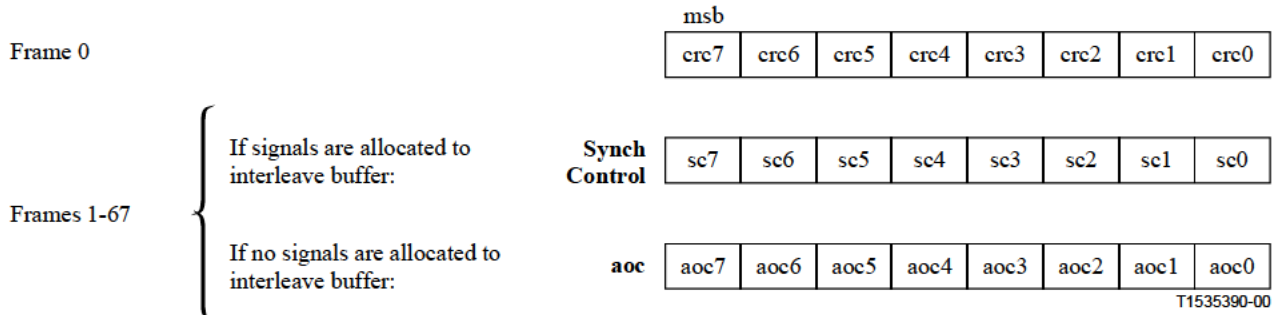 msb
Frame 0 crc7 crc6 crc5 crc4 crc3 crc2 crc1 crc0
If signals are allocated to interleave buffer:
Synch Control sc7 sc6 sc5 sc4 sc3 sc2 sc1 sc0
Frames 1-67
If no signals are allocated to interleave buffer:
aoc aoc7 aoc6 aoc5 aoc4 aoc3 aoc2 aoc1 aoc0
T1535390-00